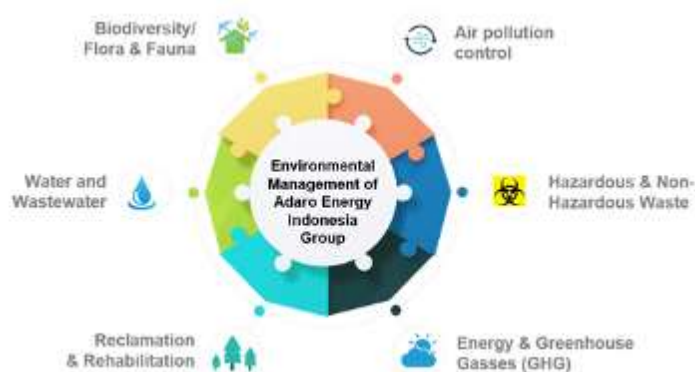 Biodiversity/
Flora & Fauna
Air pollution
control
Environmental
Management of
Adaro Energy
Indonesia
Group
Water and
Wastewater
Hazardous & Non-
Hazardous Waste
Reclamation
& Rehabilitation
Energy & Greenhouse
Gasses (GHG)